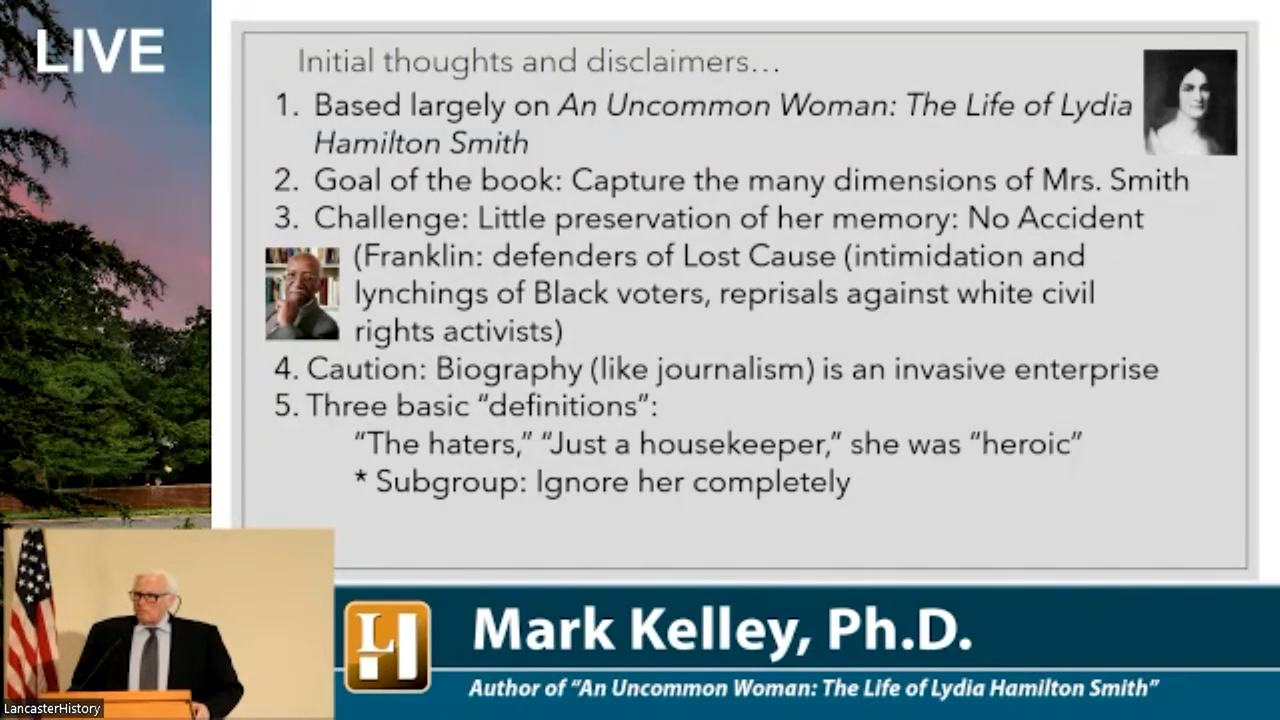 LIVE
Initial thoughts and disclaimers…
1. Based largely on An Uncommon Woman: The Life of Lydia
Hamilton Smith
2. Goal of the book: Capture the many dimensions of Mrs. Smith
3. Challenge: Little preservation of her memory: No Accident
(Franklin: defenders of Lost Cause (intimidation and
lynchings of Black voters, reprisals against white civil
rights activists)
4. Caution: Biography (like journalism) is an invasive enterprise
5. Three basic “definitions”:
“The haters,” “Just a housekeeper,” she was “heroic”
* Subgroup: Ignore her completely
LH
Mark Kelley, Ph.D.
Author of “An Uncommon Woman: The Life of Lydia Hamilton Smith”
LancasterHistory